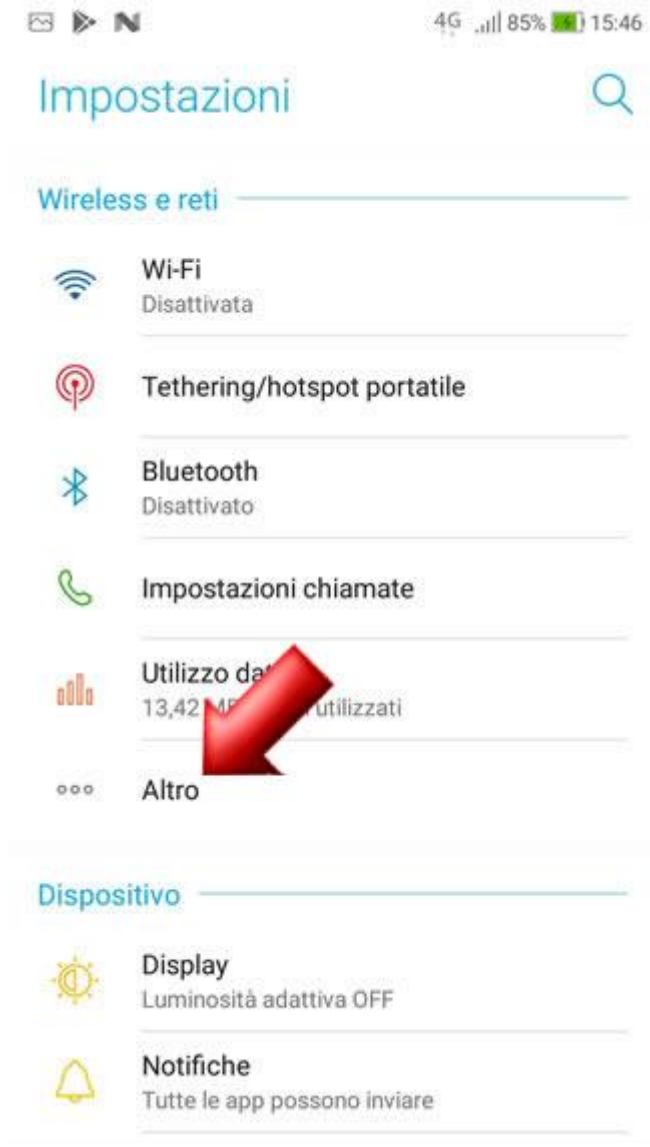 4G 85% 15:46
Impostazioni
Wireless e reti
Wi-Fi
Disattivata
Tethering/hotspot portatile
Bluetooth
Disattivato
Impostazioni chiamate
Utilizzo
13,42 utilizzati
Altro
Dispositivo
Display
Luminosità adattiva OFF
Notifiche
Tutte le app possono inviare